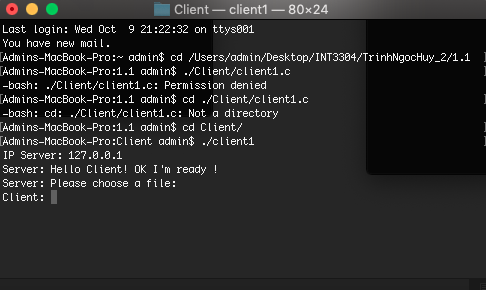 Client — client1 — 80×24
Last login: Wed Oct  9 21:22:32 on ttys001
You have new mail.
[Admins-MacBook-Pro:~ admin$ cd /Users/admin/Desktop/INT3304/TrinhNgocHuy_2/1.1 ]
[Admins-MacBook-Pro:1.1 admin$ ./Client/client1.c ]
-bash: ./Client/client1.c: Permission denied
[Admins-MacBook-Pro:1.1 admin$ cd ./Client/client1.c ]
-bash: cd: ./Client/client1.c: Not a directory
[Admins-MacBook-Pro:1.1 admin$ cd Client/ ]
[Admins-MacBook-Pro:Client admin$ ./client1 ]
IP Server: 127.0.0.1
Server: Hello Client! OK I'm ready !
Server: Please choose a file:
Client: